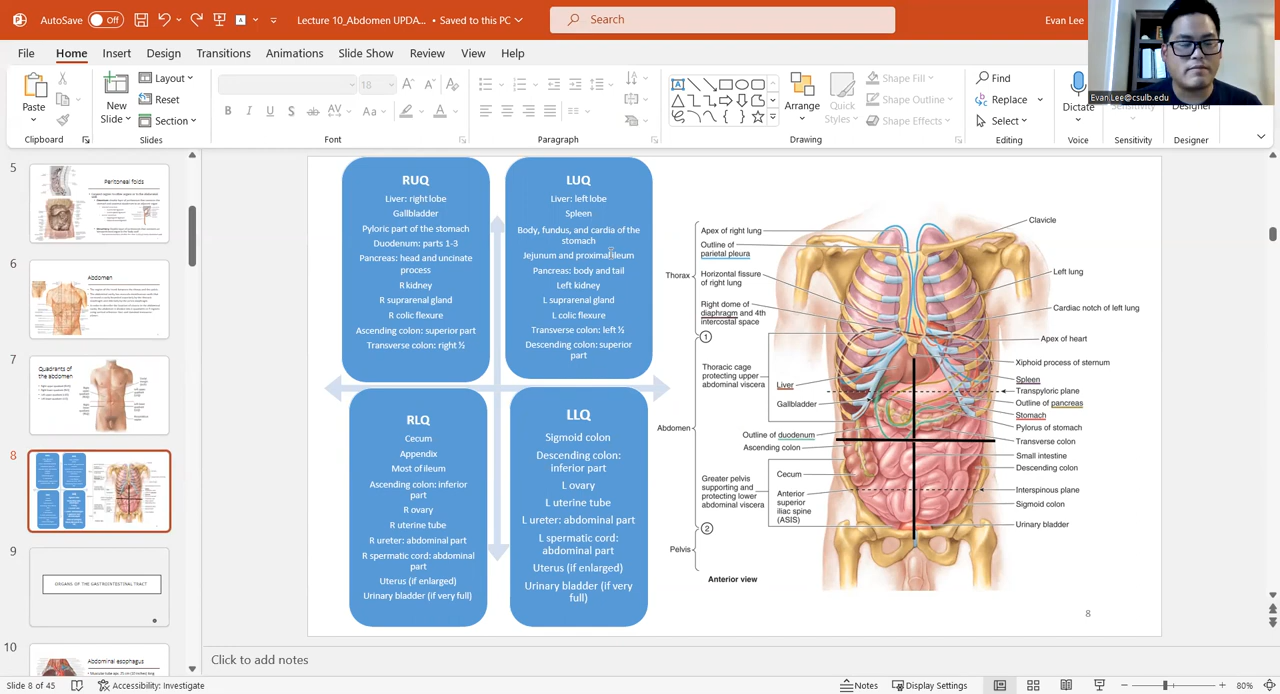 AutoSave
Off
Lecture 10_Abdomen UPDA... • Saved to this PC
Search
Evan Lee
File
Home
Insert
Design
Transitions
Animations
Slide Show
Review
View
Help
Paste
New
Slide
Layout
Reset
Section
18
Shape Fill
Shape Outline
Shape Effects
Arrange
Quick
Styles
Find
Replace
Select
Dictate
Evan Lee@csulb.edu
Designer
Clipboard
Slides
Font
Paragraph
Drawing
Editing
Voice
Sensitivity
Designer
5
Peritoneal folds
6
Abdomen
7
Quadrants of
the abdomen
8
9
ORGANS OF THE GASTROINTESTINAL TRACT
10
Abdominal esophagus
RUQ
Liver: right lobe
Gallbladder
Pyloric part of the stomach
Duodenum: parts 1-3
Pancreas: head and uncinate
process
R kidney
R suprarenal gland
R colic flexure
Ascending colon: superior part
Transverse colon: right ½
LUQ
Liver: left lobe
Spleen
Body, fundus, and cardia of the
stomach
Jejunum and proximal ileum
Pancreas: body and tail
Left kidney
L suprarenal gland
L colic flexure
Transverse colon: left ½
Descending colon: superior
part
RLQ
Cecum
Appendix
Most of ileum
Ascending colon: inferior
part
R ovary
R uterine tube
R ureter: abdominal part
R spermatic cord: abdominal
part
Uterus (if enlarged)
Urinary bladder (if very full)
LLQ
Sigmoid colon
Descending colon:
inferior part
L ovary
L uterine tube
L ureter: abdominal part
L spermatic cord:
abdominal part
Uterus (if enlarged)
Urinary bladder (if very
full)
Apex of right lung
Outline of
parietal pleura
Thorax
Horizontal fissure
of right lung
Right dome of
diaphragm and 4th
intercostal space
1
Thoracic cage
protecting upper
abdominal viscera
Liver
Gallbladder
Abdomen
Outline of duodenum
Ascending colon
Greater pelvis
supporting and
protecting lower
abdominal viscera
Cecum
Anterior
superior
iliac spine
(ASIS)
2
Pelvis
Anterior view
Clavicle
Left lung
Cardiac notch of left lung
Apex of heart
Xiphoid process of sternum
Spleen
Transpyloric plane
Outline of pancreas
Stomach
Pylorus of stomach
Transverse colon
Small intestine
Descending colon
Interspinous plane
Sigmoid colon
Urinary bladder
8
Click to add notes
Slide 8 of 45
Accessibility: Investigate
Notes
Display Settings
80%